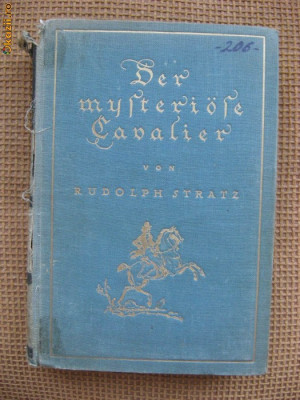 -206-
Der
mysteriöse
Cavalier
VON
RUDOLPH STRATZ